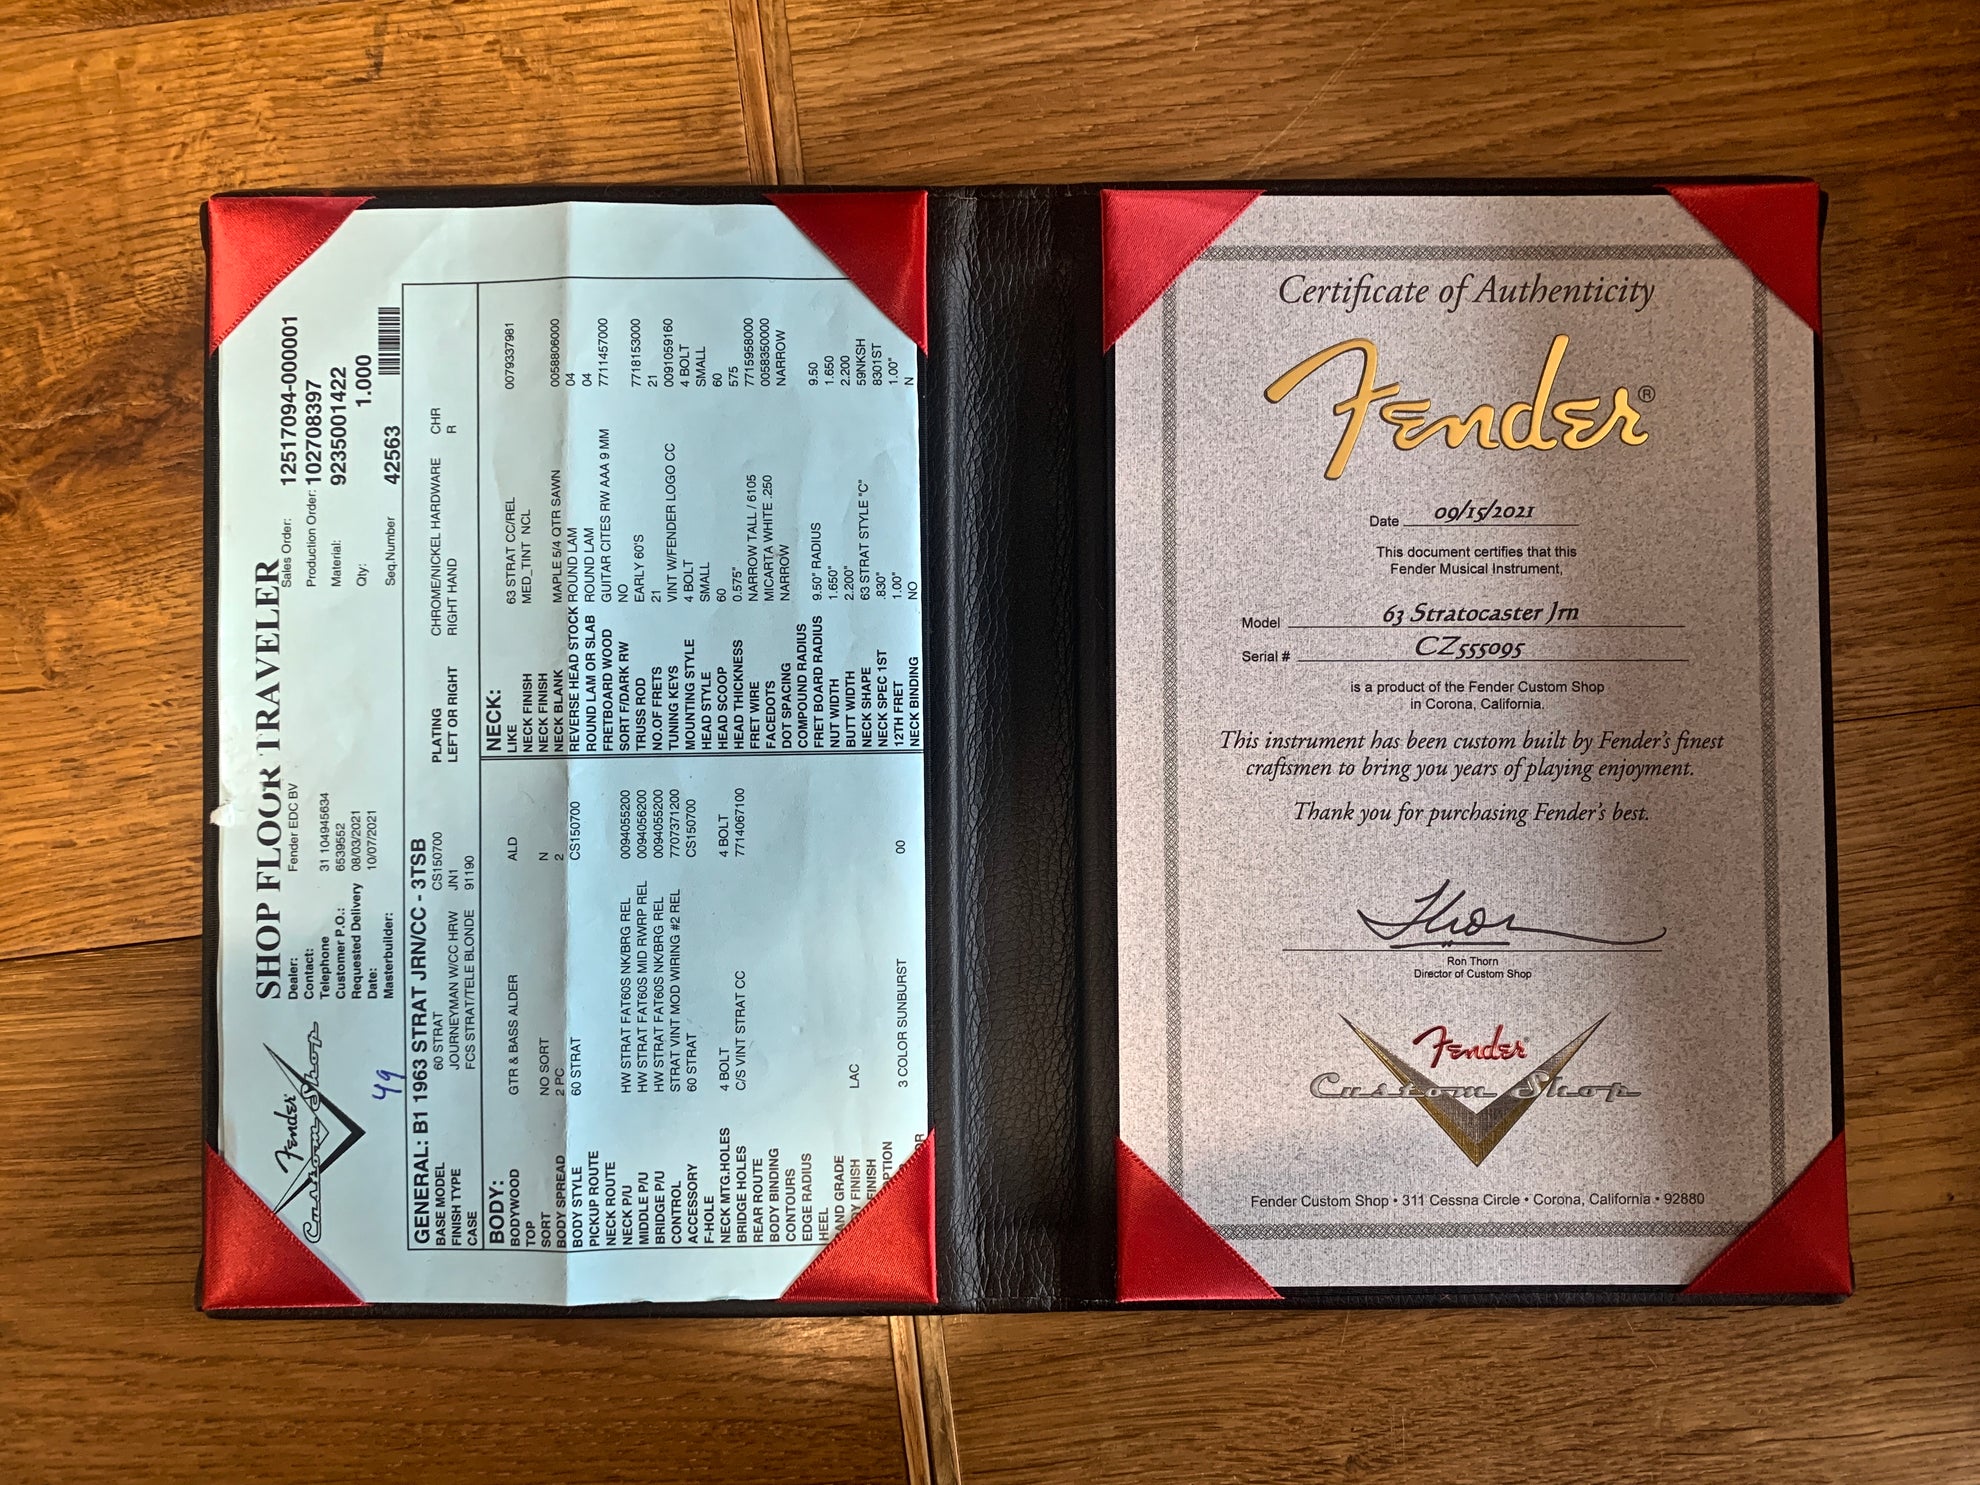 Fender
Custom Shop
49
SHOP FLOOR TRAVELER
Dealer: Fender EDC BV
Contact:
Telephone 31 104945634
Customer P.O.: 6539552
Requested Delivery 08/03/2021
Date: 10/07/2021
Masterbuilder:
Sales Order: 12517094-000001
Production Order: 102708397
Material: 9235001422
Qty: 1.000
Seq.Number 42563
GENERAL: B1 1963 STRAT JRN/CC - 3TSB
BASE MODEL 60 STRAT CS150700 PLATING CHROME/NICKEL HARDWARE CHR
FINISH TYPE JOURNEYMAN W/CC HRW JN1 LEFT OR RIGHT RIGHT HAND R
CASE FCS STRAT/TELE BLONDE 91190
BODY:
BODYWOOD GTR & BASS ALDER ALD
TOP
SORT NO SORT N
BODY SPREAD 2 PC 2
BODY STYLE 60 STRAT CS150700
PICKUP ROUTE
NECK ROUTE
NECK P/U HW STRAT FAT60S NK/BRG REL 0094055200
MIDDLE P/U HW STRAT FAT60S MID RWRP REL 0094056200
BRIDGE P/U HW STRAT FAT60S NK/BRG REL 0094055200
CONTROL STRAT VINT MOD WIRING #2 REL 7707371200
ACCESSORY 60 STRAT CS150700
F-HOLE
NECK MTG.HOLES 4 BOLT 4 BOLT
BRIDGE HOLES C/S VINT STRAT CC 7714067100
REAR ROUTE
BODY BINDING
CONTOURS
EDGE RADIUS
HEEL
AND GRADE
Y FINISH LAC
FINISH
PTION 3 COLOR SUNBURST 00
OR
NECK:
LIKE 63 STRAT CC/REL 0079337981
NECK FINISH MED_TINT NCL
NECK FINISH
NECK BLANK MAPLE 5/4 QTR SAWN 0058806000
REVERSE HEAD STOCK ROUND LAM 04
ROUND LAM OR SLAB ROUND LAM 04
FRETBOARD WOOD GUITAR CITES RW AAA 9 MM 7711457000
SORT F/DARK RW NO
TRUSS ROD EARLY 60'S 7718153000
NO.OF FRETS 21 21
TUNING KEYS VINT W/FENDER LOGO CC 0091059160
MOUNTING STYLE 4 BOLT 4 BOLT
HEAD STYLE SMALL SMALL
HEAD SCOOP 60 60
HEAD THICKNESS 0.575" 575
FRET WIRE NARROW TALL / 6105 7715958000
FACEDOTS MICARTA WHITE .250 0058350000
DOT SPACING NARROW NARROW
COMPOUND RADIUS
FRET BOARD RADIUS 9.50" RADIUS 9.50
NUT WIDTH 1.650" 1.650
BUTT WIDTH 2.200" 2.200
NECK SHAPE 63 STRAT STYLE "C" 59NKSH
NECK SPEC 1ST .830" 8301ST
12TH FRET 1.00" 1.00"
NECK BINDING NO N
Certificate of Authenticity
Fender®
Date 09/15/2021
This document certifies that this
Fender Musical Instrument,
Model 63 Stratocaster Jrn
Serial # CZ555095
is a product of the Fender Custom Shop
in Corona, California.
This instrument has been custom built by Fender's finest
craftsmen to bring you years of playing enjoyment.
Thank you for purchasing Fender's best.
Thorn
Ron Thorn
Director of Custom Shop
Fender®
Custom Shop
Fender Custom Shop • 311 Cessna Circle • Corona, California • 92880